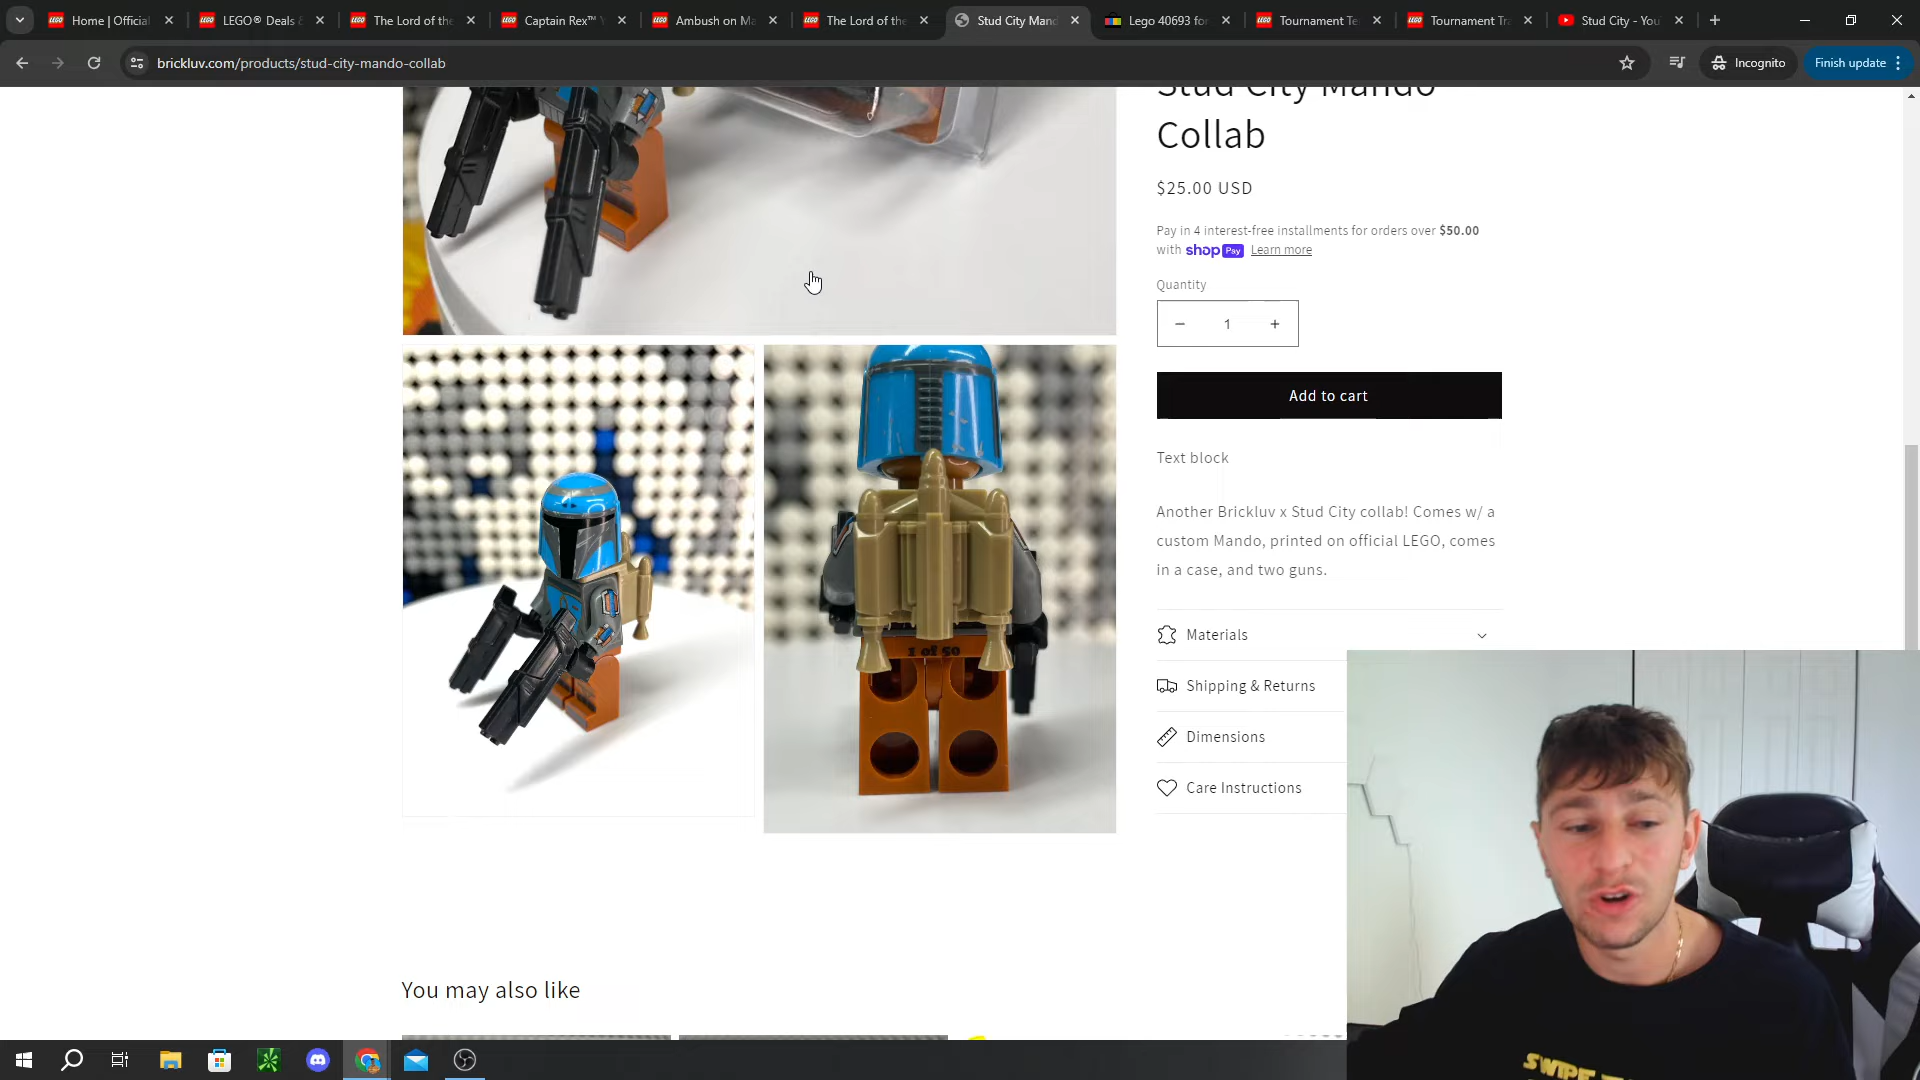 Home | Official
LEGO® Deals &
The Lord of the
Captain Rex™ Y
Ambush on Ma
The Lord of the
Stud City Mand
Lego 40693 for
Tournament Te
Tournament Tra
Stud City - You
brickluv.com/products/stud-city-mando-collab
Incognito
Finish update
Stud City Mando
Collab
$25.00 USD
Pay in 4 interest-free installments for orders over $50.00
with shop Pay Learn more
Quantity
1
Add to cart
Text block
Another Brickluv x Stud City collab! Comes w/ a
custom Mando, printed on official LEGO, comes
in a case, and two guns.
Materials
Shipping & Returns
Dimensions
Care Instructions
1 of 50
You may also like
SWIPE